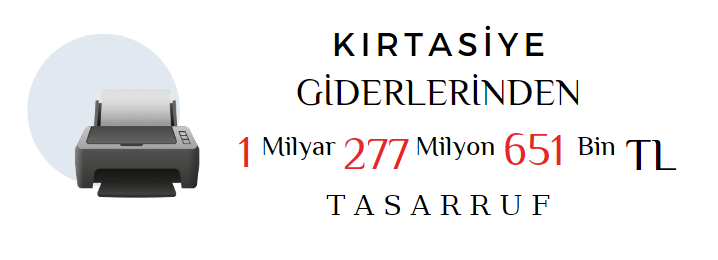 KIRTASİYE
GİDERLERİNDEN
1 Milyar 277 Milyon 651 Bin TL
TASARRUF